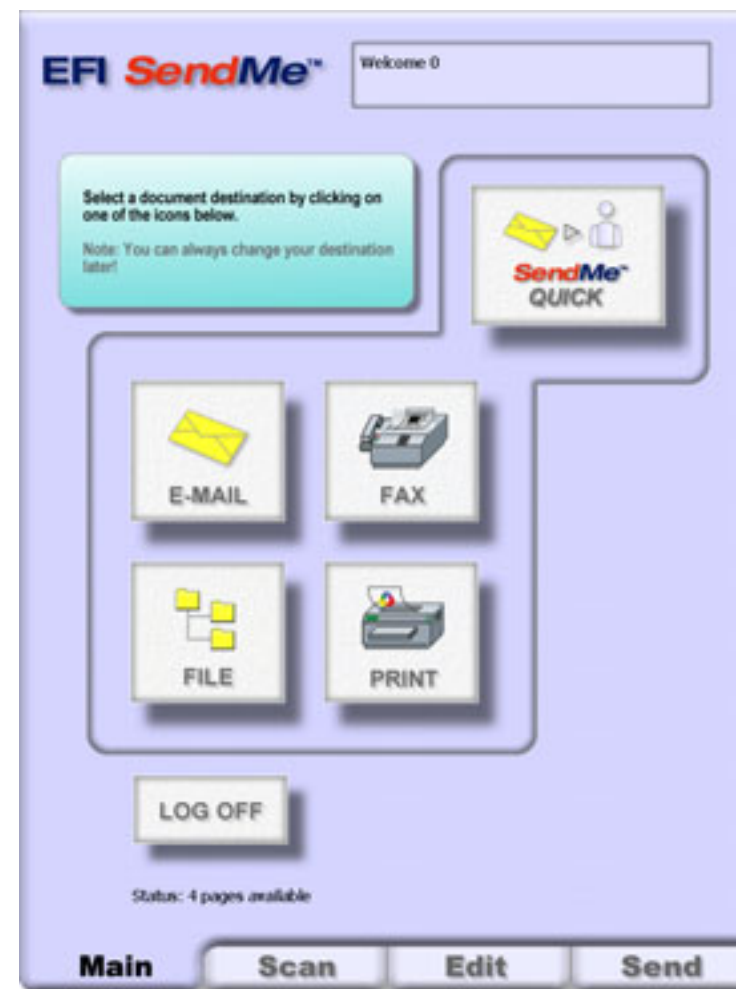 EFI SendMe™
Welcome 0
Select a document destination by clicking on
one of the icons below.
Note: You can always change your destination
later!
SendMe™
QUICK
E-MAIL
FAX
FILE
PRINT
LOG OFF
Status: 4 pages available
Main
Scan
Edit
Send